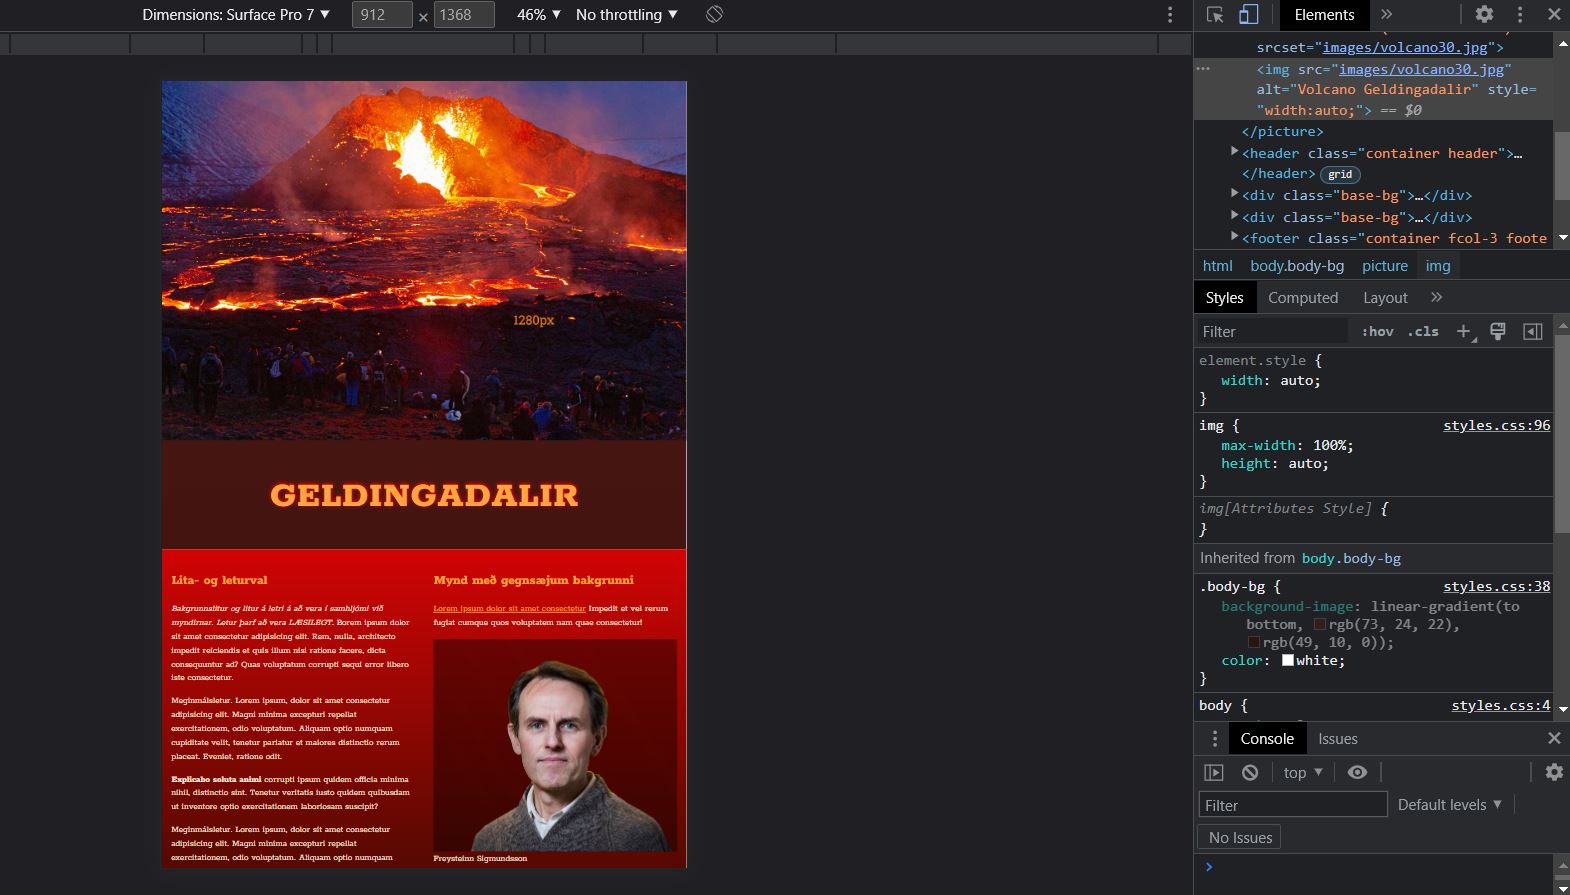 Dimensions: Surface Pro 7 ▼ 912 × 1368 46% ▼ No throttling ▼
1280px
GELDINGADALIR
Lita- og leturval
Bakgrunnslitur og litur á letri á að vera í samhljómi við
myndirnar. Letur þarf að vera LÆSILEGT. Borem ipsum dolor
sit amet consectetur adipisicing elit. Rem, nulla, architecto
impedit reiciendis et quis illum nisi ratione facere, dicta
consequuntur ad? Quas voluptatum corrupti sequi error libero
iste consectetur.
Meginmálsletur. Lorem ipsum, dolor sit amet consectetur
adipisicing elit. Magni minima excepturi repellat
exercitationem, odio voluptatum. Aliquam optio numquam
cupiditate velit, tenetur pariatur et maiores distinctio rerum
placeat. Eveniet, ratione odit.
Explicabo soluta animi corrupti ipsum quidem officia minima
nihil, distinctio sint. Tenetur veritatis iusto quidem quibusdam
ut inventore optio exercitationem laboriosam suscipit?
Meginmálsletur. Lorem ipsum, dolor sit amet consectetur
adipisicing elit. Magni minima excepturi repellat
exercitationem, odio voluptatum. Aliquam optio numquam
Mynd með gegnsæjum bakgrunni
Lorem ipsum dolor sit amet consectetur Impedit et vel rerum
fugiat cumque quos voluptatem nam quae consectetur!
Freysteinn Sigmundsson
Elements »
srcset="images/volcano30.jpg">
··· <img src="images/volcano30.jpg"
alt="Volcano Geldingadalir" style=
"width:auto;"> == $0
</picture>
▶<header class="container header">…
</header> grid
▶<div class="base-bg">…</div>
▶<div class="base-bg">…</div>
▶<footer class="container fcol-3 foote
html body.body-bg picture img
Styles Computed Layout »
Filter :hov .cls +
element.style {
width: auto;
}
img { styles.css:96
max-width: 100%;
height: auto;
}
img[Attributes Style] {
}
Inherited from body.body-bg
.body-bg { styles.css:38
background-image: linear-gradient(to
bottom, rgb(73, 24, 22),
rgb(49, 10, 0));
color: white;
}
body { styles.css:4
Console Issues
top ▼
Filter Default levels ▼
No Issues